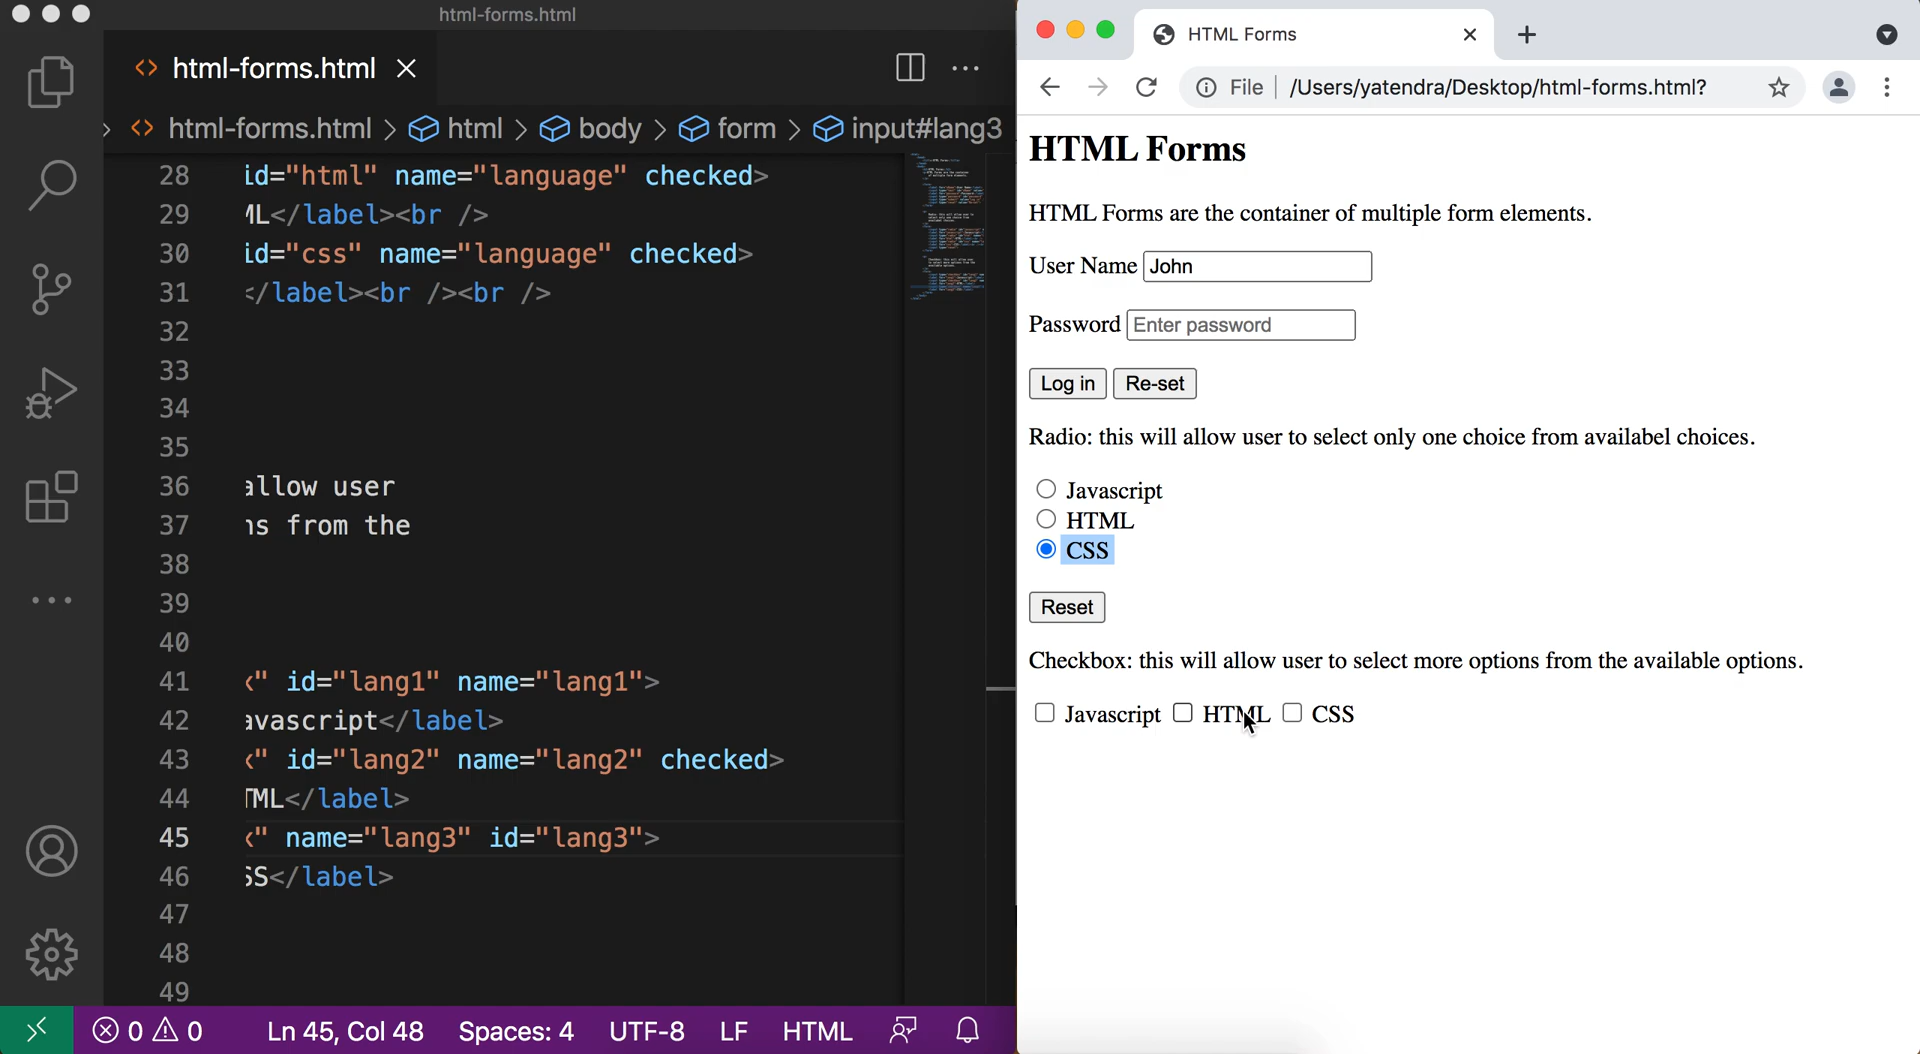 html-forms.html
html-forms.html
html-forms.html > html > body > form > input#lang3
28 id="html" name="language" checked>
29 ML</label><br />
30 id="css" name="language" checked>
31 </label><br /><br />
32
33
34
35
36 allow user
37 ns from the
38
39
40
41 " id="lang1" name="lang1">
42 avascript</label>
43 " id="lang2" name="lang2" checked>
44 TML</label>
45 " name="lang3" id="lang3">
46 SS</label>
47
48
49
0 0 Ln 45, Col 48 Spaces: 4 UTF-8 LF HTML
HTML Forms
File /Users/yatendra/Desktop/html-forms.html?
HTML Forms
HTML Forms are the container of multiple form elements.
User Name John
Password Enter password
Log in Re-set
Radio: this will allow user to select only one choice from availabel choices.
Javascript
HTML
CSS
Reset
Checkbox: this will allow user to select more options from the available options.
Javascript HTML CSS